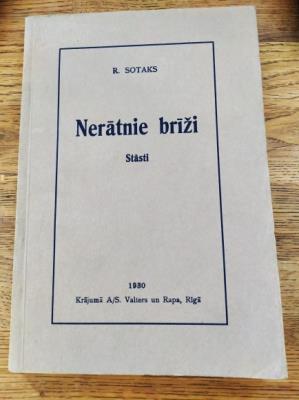 R. SOTAKS
Nerātnie brīži
Stāsti
1930
Krājumā A/S. Valters un Rapa, Rīgā